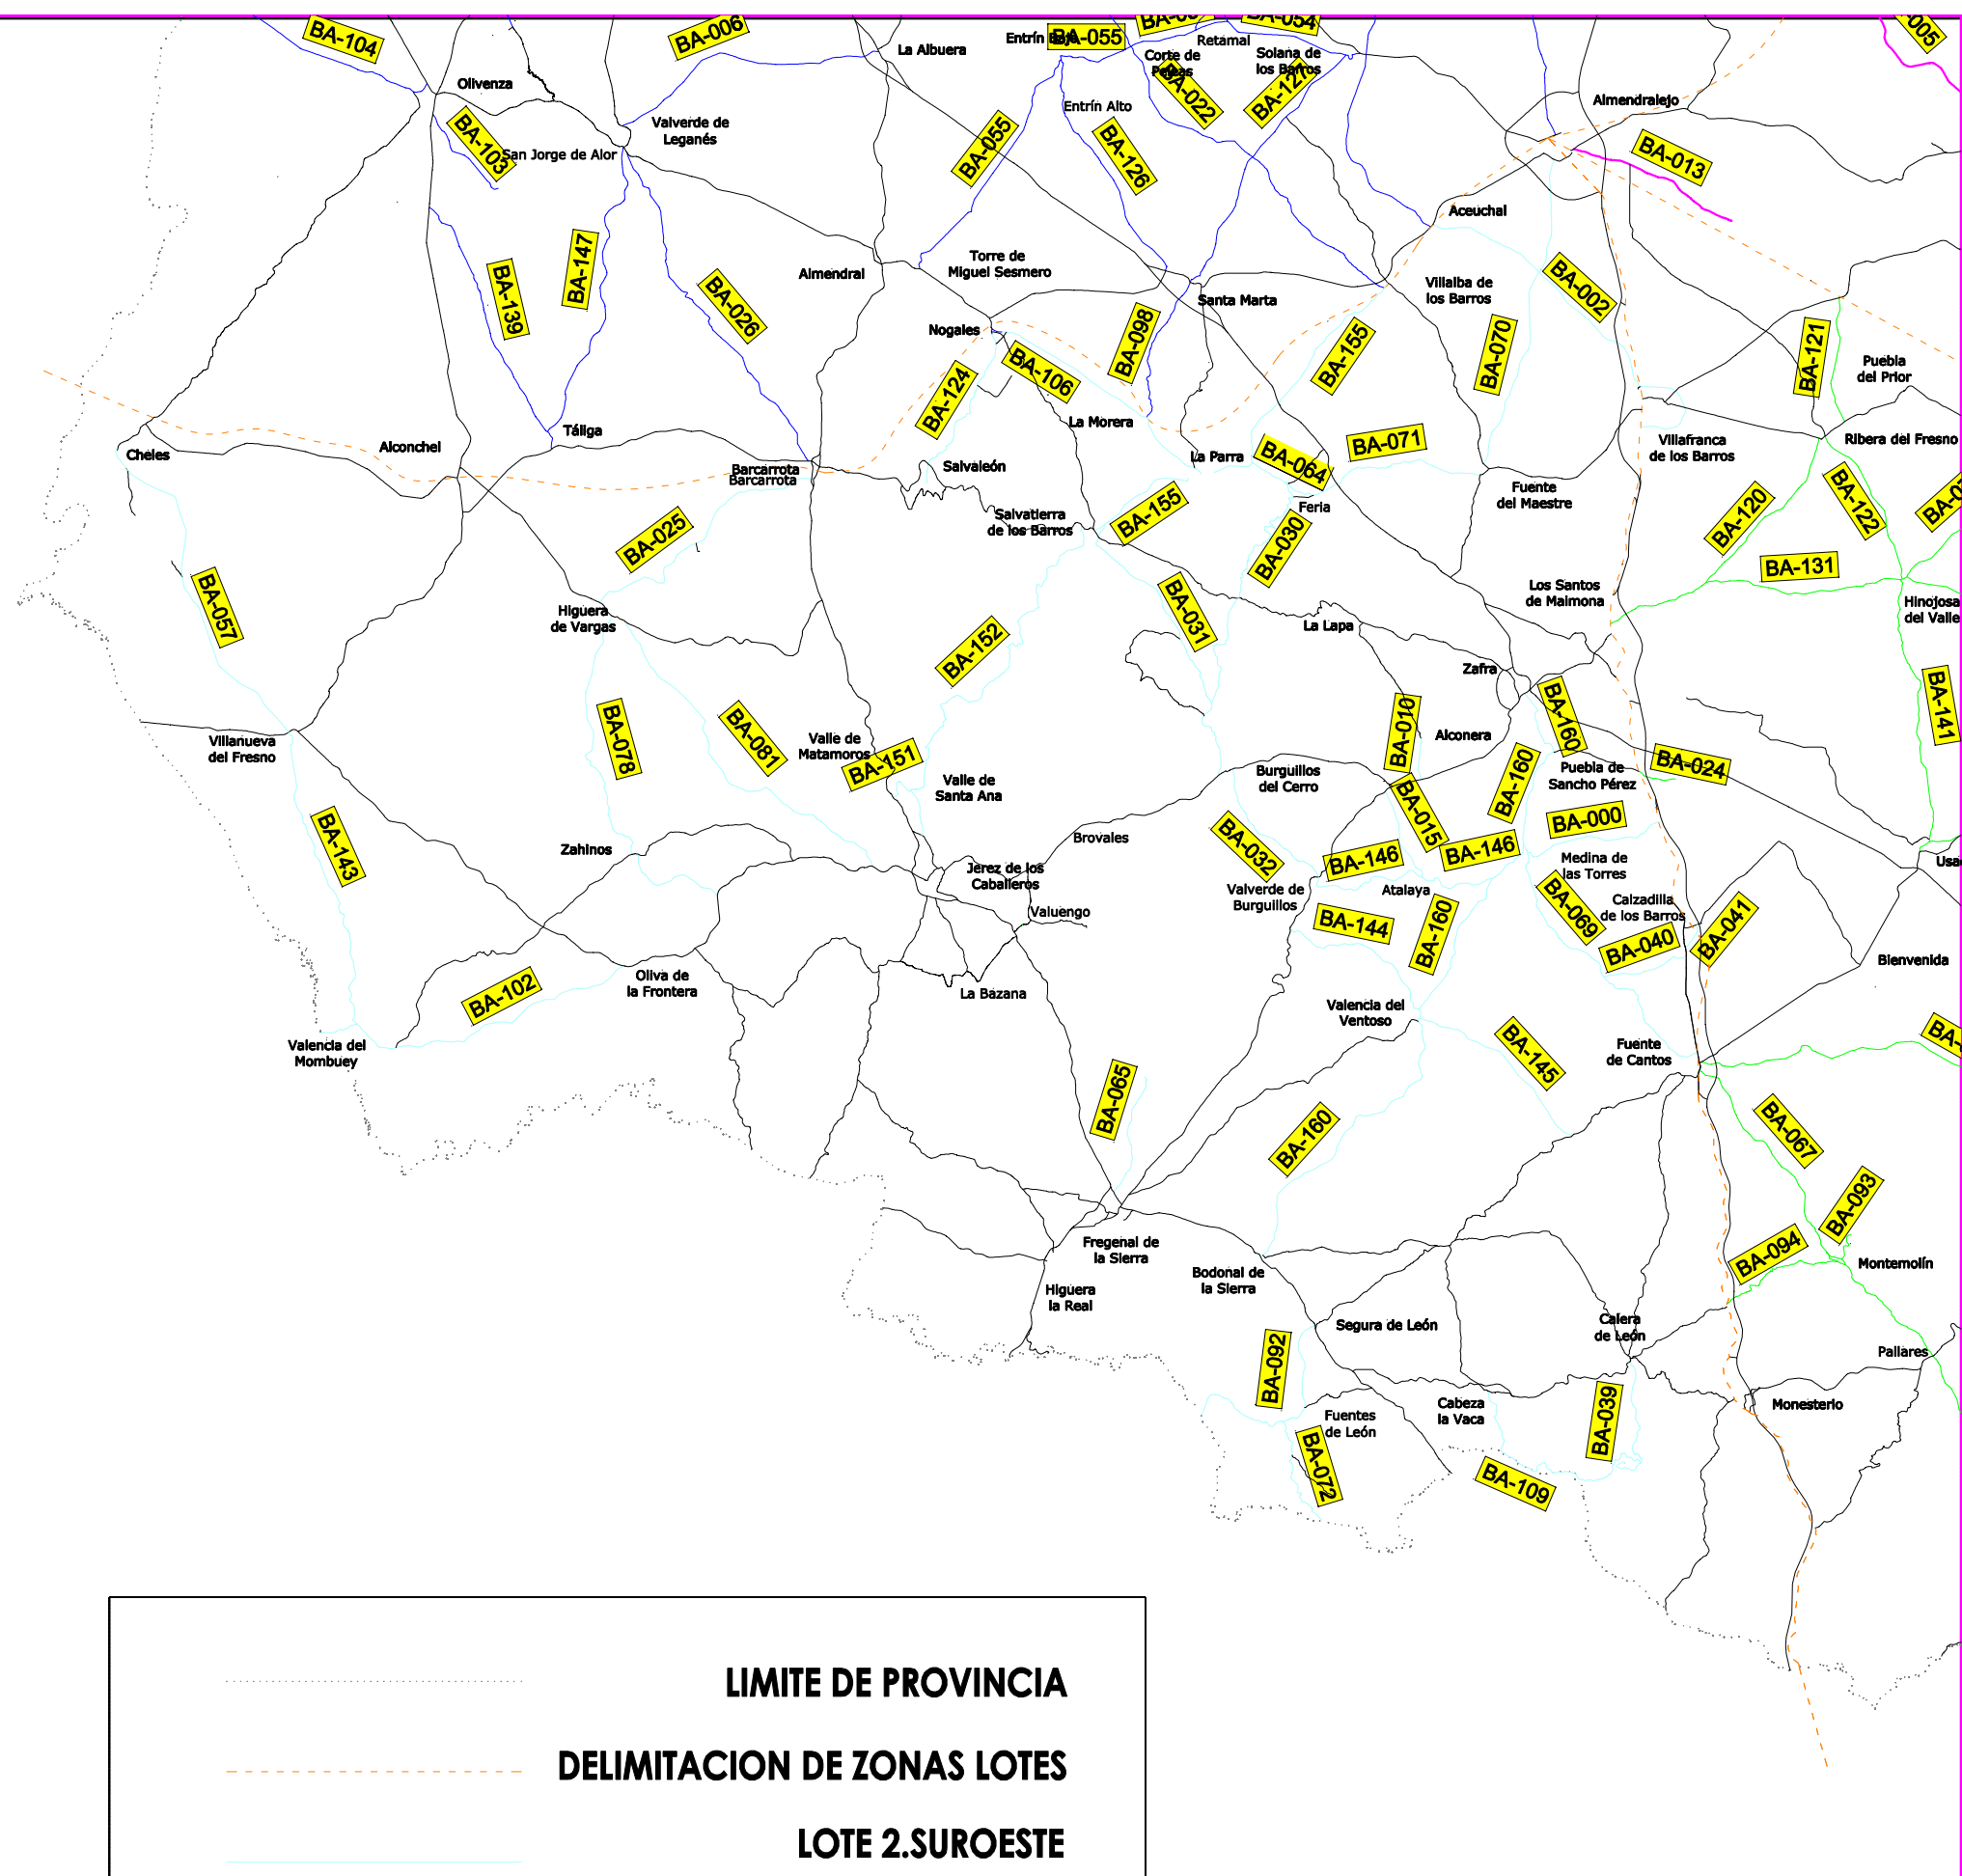 BA-104
BA-006
La Albuera
BA-055
Retamal
BA-054
Corte de
Solana de
los Barros
Olivenza
BA-022
BA-127
Almendralejo
Valverde de
Leganés
Entrín Alto
BA-103
San Jorge de Alor
BA-055
BA-126
BA-013
Aceuchal
BA-147
BA-139
BA-026
Almendral
Torre de
Miguel Sesmero
Santa Marta
Villalba de
los Barros
BA-002
Nogales
BA-098
BA-155
BA-070
BA-121
Puebla
del Prior
BA-124
BA-106
La Morera
Táliga
Alconchel
Cheles
Barcarrota
Barcarrota
Salvaleón
La Parra
BA-064
BA-071
Villafranca
de los Barros
Ribera del Fresno
Fuente
del Maestre
Feria
BA-120
BA-122
BA-025
Salvatierra
de los Barros
BA-155
BA-030
BA-131
BA-057
Higuera
de Vargas
BA-152
BA-031
La Lapa
Los Santos
de Maimona
Hinojosa
del Valle
Zafra
BA-141
Villanueva
del Fresno
BA-078
BA-081
Valle de
Matamoros
BA-151
Valle de
Santa Ana
BA-010
Alconera
BA-160
BA-160
Puebla de
Sancho Pérez
BA-024
Burguillos
del Cerro
BA-015
BA-000
BA-143
Zahinos
Brovales
BA-032
BA-146
BA-146
Jerez de los
Caballeros
Valuengo
Valverde de
Burguillos
Atalaya
Medina de
las Torres
BA-144
BA-160
BA-069
Calzadilla
de los Barros
BA-040
BA-041
Bienvenida
BA-102
Oliva de
la Frontera
La Bazana
Valencia del
Ventoso
Valencia del
Mombuey
BA-145
Fuente
de Cantos
BA-065
BA-160
BA-067
BA-093
BA-094
Montemolín
Fregenal de
la Sierra
Bodonal de
la Sierra
Higuera
la Real
Segura de León
Calera
de León
Pallares
BA-092
BA-039
Fuentes
de León
Cabeza
la Vaca
Monesterio
BA-072
BA-109
LIMITE DE PROVINCIA
DELIMITACION DE ZONAS LOTES
LOTE 2.SUROESTE